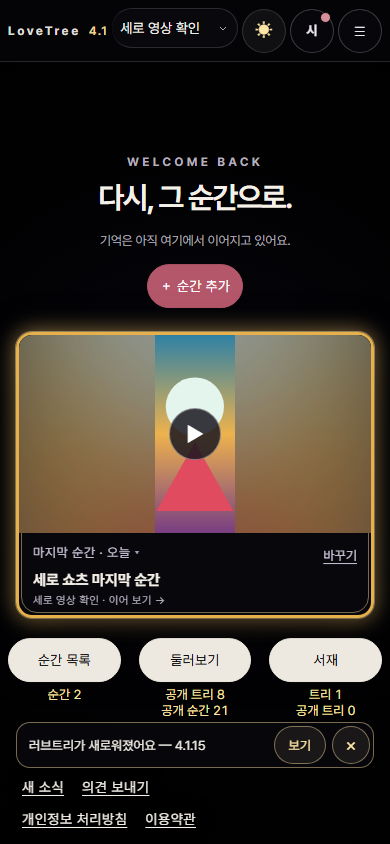 LoveTree 4.1 세로 영상 확인 시
WELCOME BACK
다시, 그 순간으로.
기억은 아직 여기에서 이어지고 있어요.
+ 순간 추가
마지막 순간 · 오늘
바꾸기
세로 쇼츠 마지막 순간
세로 영상 확인 · 이어 보기 →
순간 목록 둘러보기 서재
순간 2 공개 트리 8 트리 1
공개 순간 21 공개 트리 0
러브트리가 새로워졌어요 — 4.1.15 보기 ×
새 소식 의견 보내기
개인정보 처리방침 이용약관